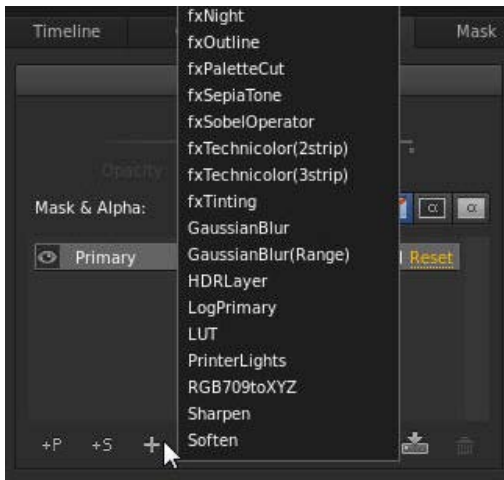 Timeline
Mask
fxNight
fxOutline
fxPaletteCut
fxSepiaTone
fxSobelOperator
fxTechnicolor(2strip)
fxTechnicolor(3strip)
fxTinting
GaussianBlur
GaussianBlur(Range)
HDRLayer
LogPrimary
LUT
PrinterLights
RGB709toXYZ
Sharpen
Soften
Opacity
Mask & Alpha:
α α
Primary
Reset
+P +S +